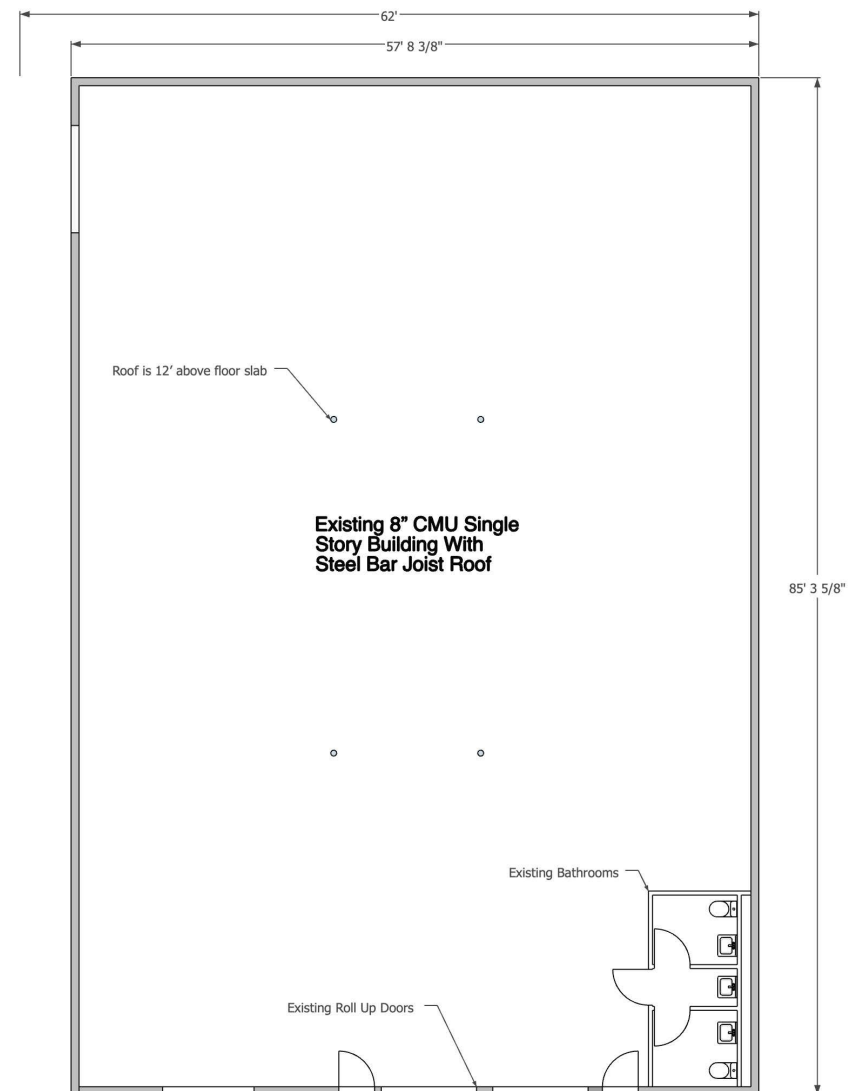 62'
57' 8 3/8"
Roof is 12’ above floor slab
Existing 8” CMU Single
Story Building With
Steel Bar Joist Roof
85' 3 5/8"
Existing Bathrooms
Existing Roll Up Doors